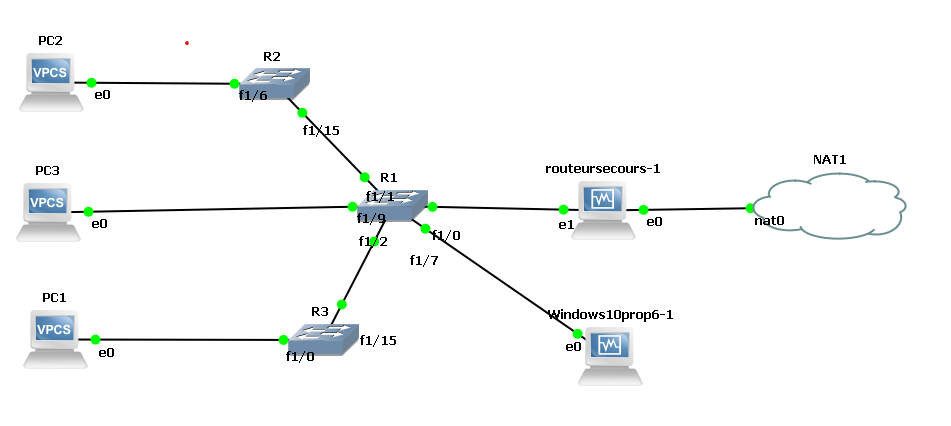 PC2
VPCS
e0
R2
f1/6
f1/15
PC3
VPCS
e0
R1
f1/1
f1/9
f1/2
f1/0
f1/7
routeursecours-1
e1
e0
NAT1
nat0
PC1
VPCS
e0
R3
f1/0
f1/15
Windows10prop6-1
e0